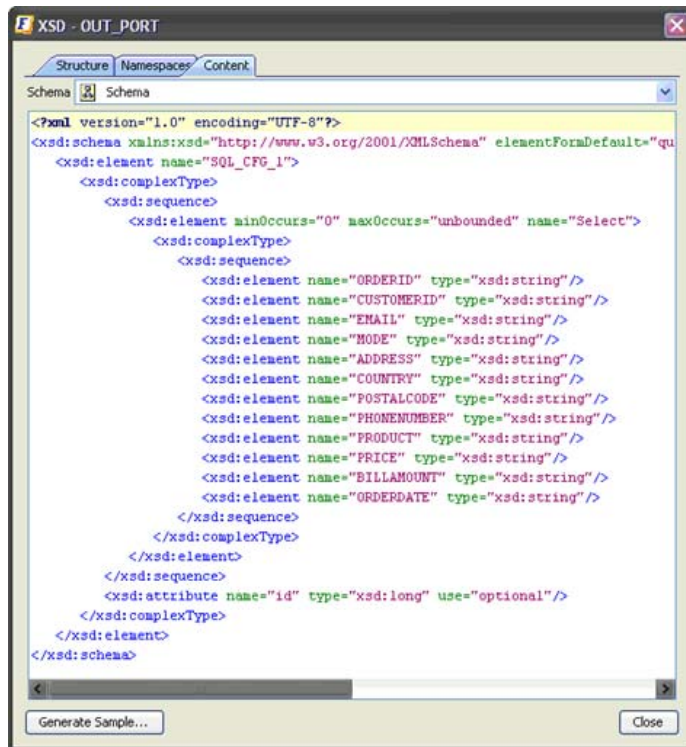 XSD - OUT_PORT
Structure Namespaces Content
Schema Schema
<?xml version="1.0" encoding="UTF-8"?>
<xsd:schema xmlns:xsd="http://www.w3.org/2001/XMLSchema" elementFormDefault="qu
<xsd:element name="SQL_CFG_1">
<xsd:complexType>
<xsd:sequence>
<xsd:element minOccurs="0" maxOccurs="unbounded" name="Select">
<xsd:complexType>
<xsd:sequence>
<xsd:element name="ORDERID" type="xsd:string"/>
<xsd:element name="CUSTOMERID" type="xsd:string"/>
<xsd:element name="EMAIL" type="xsd:string"/>
<xsd:element name="MODE" type="xsd:string"/>
<xsd:element name="ADDRESS" type="xsd:string"/>
<xsd:element name="COUNTRY" type="xsd:string"/>
<xsd:element name="POSTALCODE" type="xsd:string"/>
<xsd:element name="PHONENUMBER" type="xsd:string"/>
<xsd:element name="PRODUCT" type="xsd:string"/>
<xsd:element name="PRICE" type="xsd:string"/>
<xsd:element name="BILLAMOUNT" type="xsd:string"/>
<xsd:element name="ORDERDATE" type="xsd:string"/>
</xsd:sequence>
</xsd:complexType>
</xsd:element>
</xsd:sequence>
<xsd:attribute name="id" type="xsd:long" use="optional"/>
</xsd:complexType>
</xsd:element>
</xsd:schema>
Generate Sample... Close